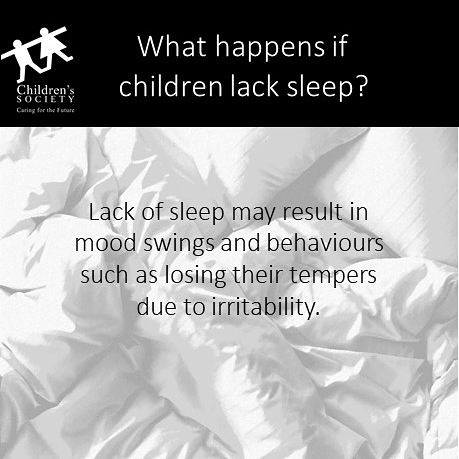 What happens if
children lack sleep?
Children's
SOCIETY
Caring for the Future
Lack of sleep may result in
mood swings and behaviours
such as losing their tempers
due to irritability.